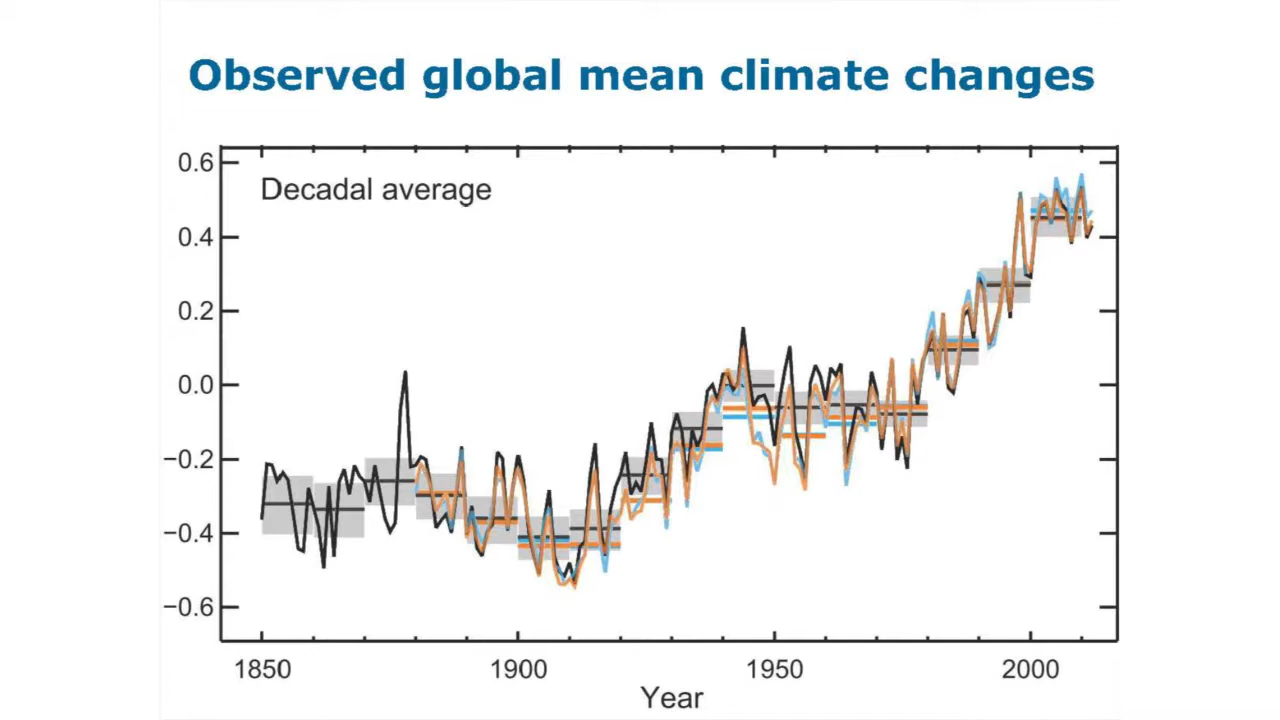 Observed global mean climate changes
Decadal average
0.6
0.4
0.2
0.0
−0.2
−0.4
−0.6
1850 1900 1950 2000
Year